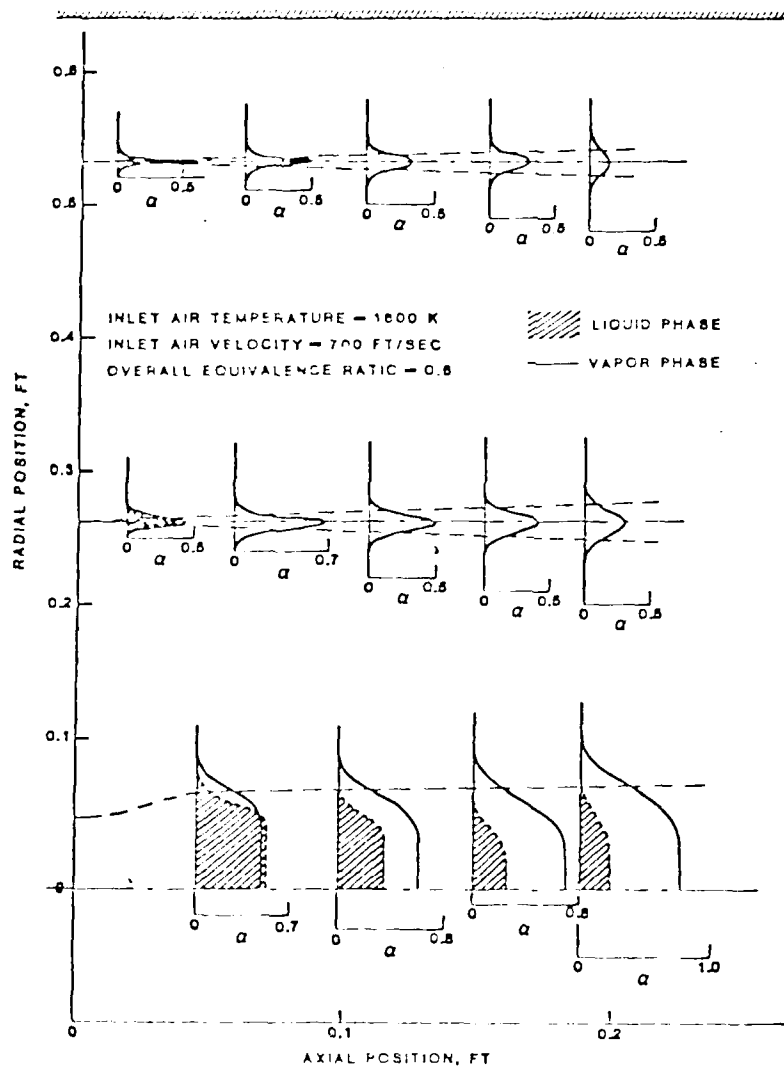 0.6
0 0.5 0 0.5 0 0.5 0 0.5 0 0.5
α α α α α
0.5
INLET AIR TEMPERATURE = 1600 K
INLET AIR VELOCITY = 700 FT/SEC
OVERALL EQUIVALENCE RATIO = 0.6
LIQUID PHASE
VAPOR PHASE
0.4
RADIAL POSITION, FT
0.3
0 0.5 0 0.7 0 0.5 0 0.5 0 0.5
α α α α α
0.2
0.1
0
0 0.7 0 0.8 0 0.8 0 1.0
α α α α
0 0.1 0.2
AXIAL POSITION, FT